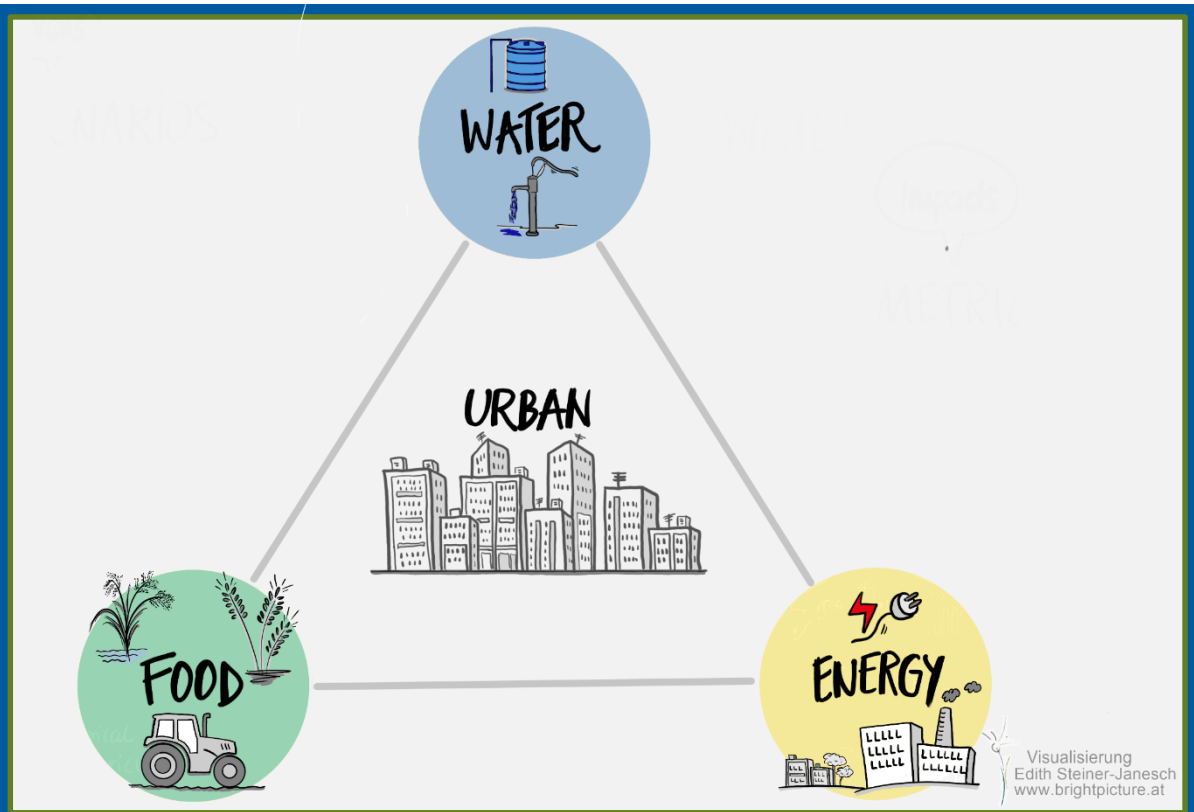 WATER
URBAN
FOOD
ENERGY
Visualisierung
Edith Steiner-Janesch
www.brightpicture.at